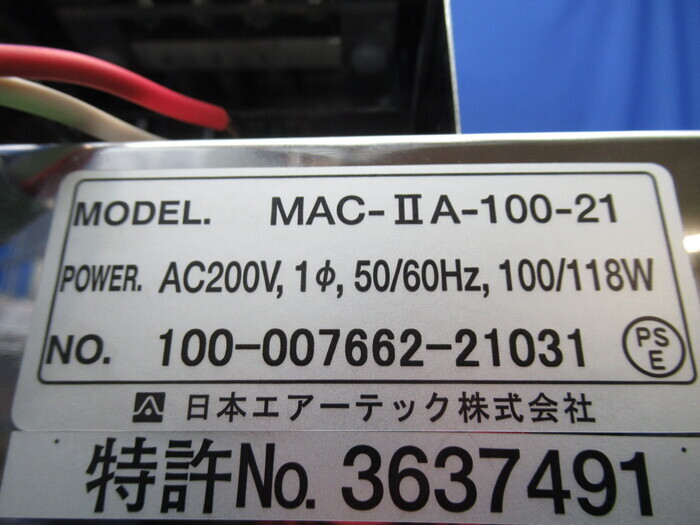 MODEL. MAC-ⅡA-100-21
POWER. AC200V, 1φ, 50/60Hz, 100/118W
NO. 100-007662-21031
PS
E
日本エアーテック株式会社
特許No. 3637491